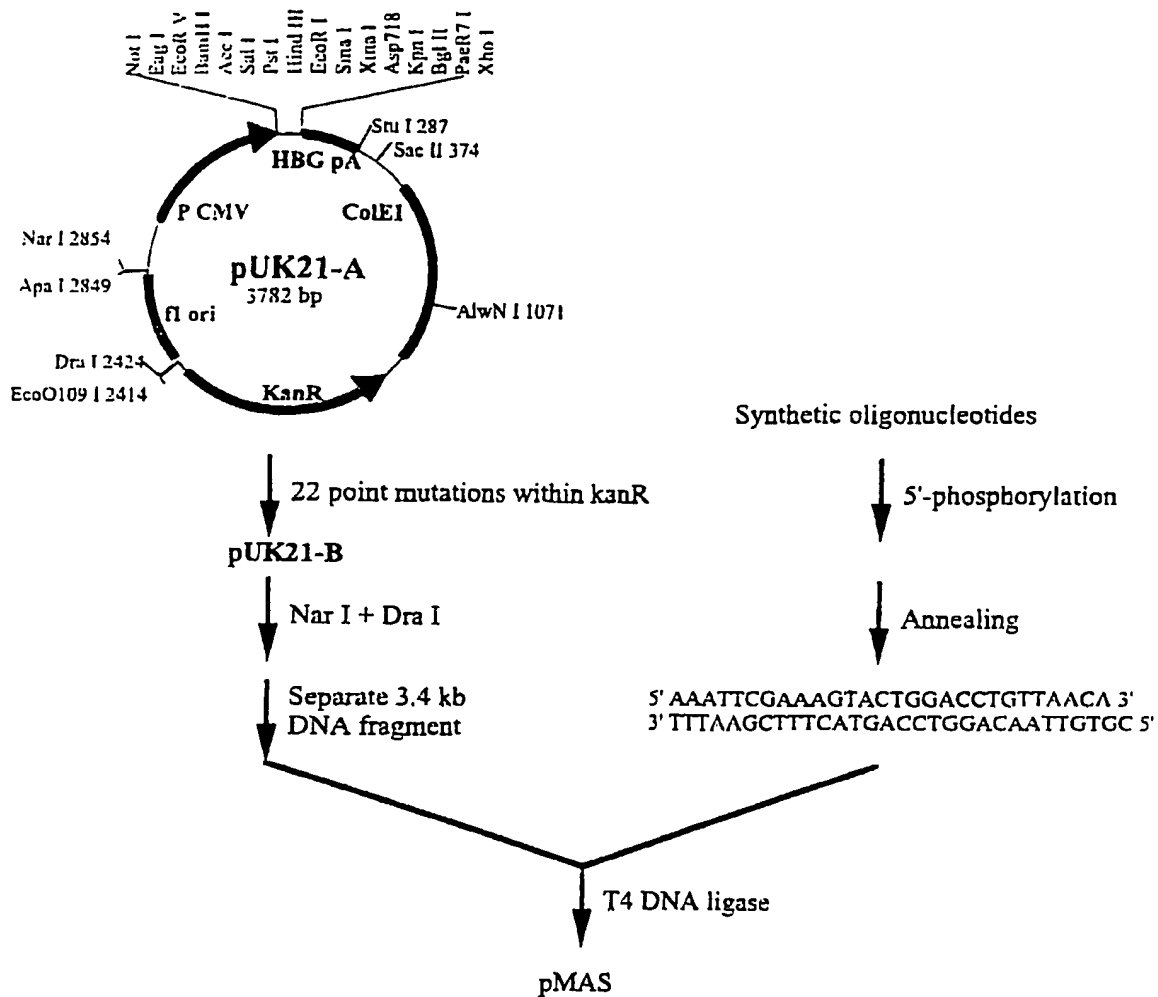 Not I
Eag I
EcoR V
BamH I
Acc I
Sal I
Pst I
Hind III
EcoR I
Sma I
Xma I
Asp718
Kpn I
Bgl II
PaeR7 I
Xho I
Stu I 287
Sac II 374
HBG pA
P CMV
ColE1
Nar I 2854
Apa I 2849
pUK21-A
3782 bp
AlwN I 1071
f1 ori
Dra I 2424
EcoO109 I 2414
KanR
Synthetic oligonucleotides
22 point mutations within kanR
5'-phosphorylation
pUK21-B
Nar I + Dra I
Annealing
Separate 3.4 kb
DNA fragment
5' AAATTCGAAAGTACTGGACCTGTTAACA 3'
3' TTTAAGCTTTCATGACCTGGACAATTGTGC 5'
T4 DNA ligase
pMAS